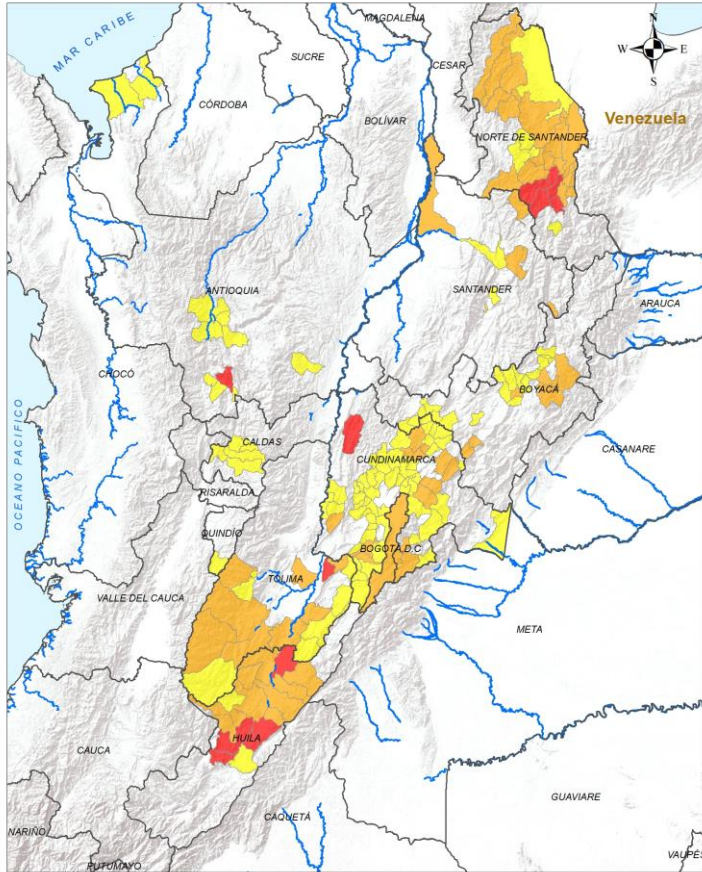 MAGDALENA
N
W E
S
MAR CARIBE
SUCRE
CESAR
CÓRDOBA
BOLÍVAR
Venezuela
NORTE DE SANTANDER
ANTIOQUIA
SANTANDER
ARAUCA
CHOCÓ
BOYACÁ
OCEANO PACIFICO
CALDAS
CUNDINAMARCA
CASANARE
RISARALDA
QUINDÍO
BOGOTÁ D.C
TOLIMA
VALLE DEL CAUCA
META
HUILA
CAUCA
GUAVIARE
CAQUETÁ
NARIÑO
PUTUMAYO
VAUPÉS